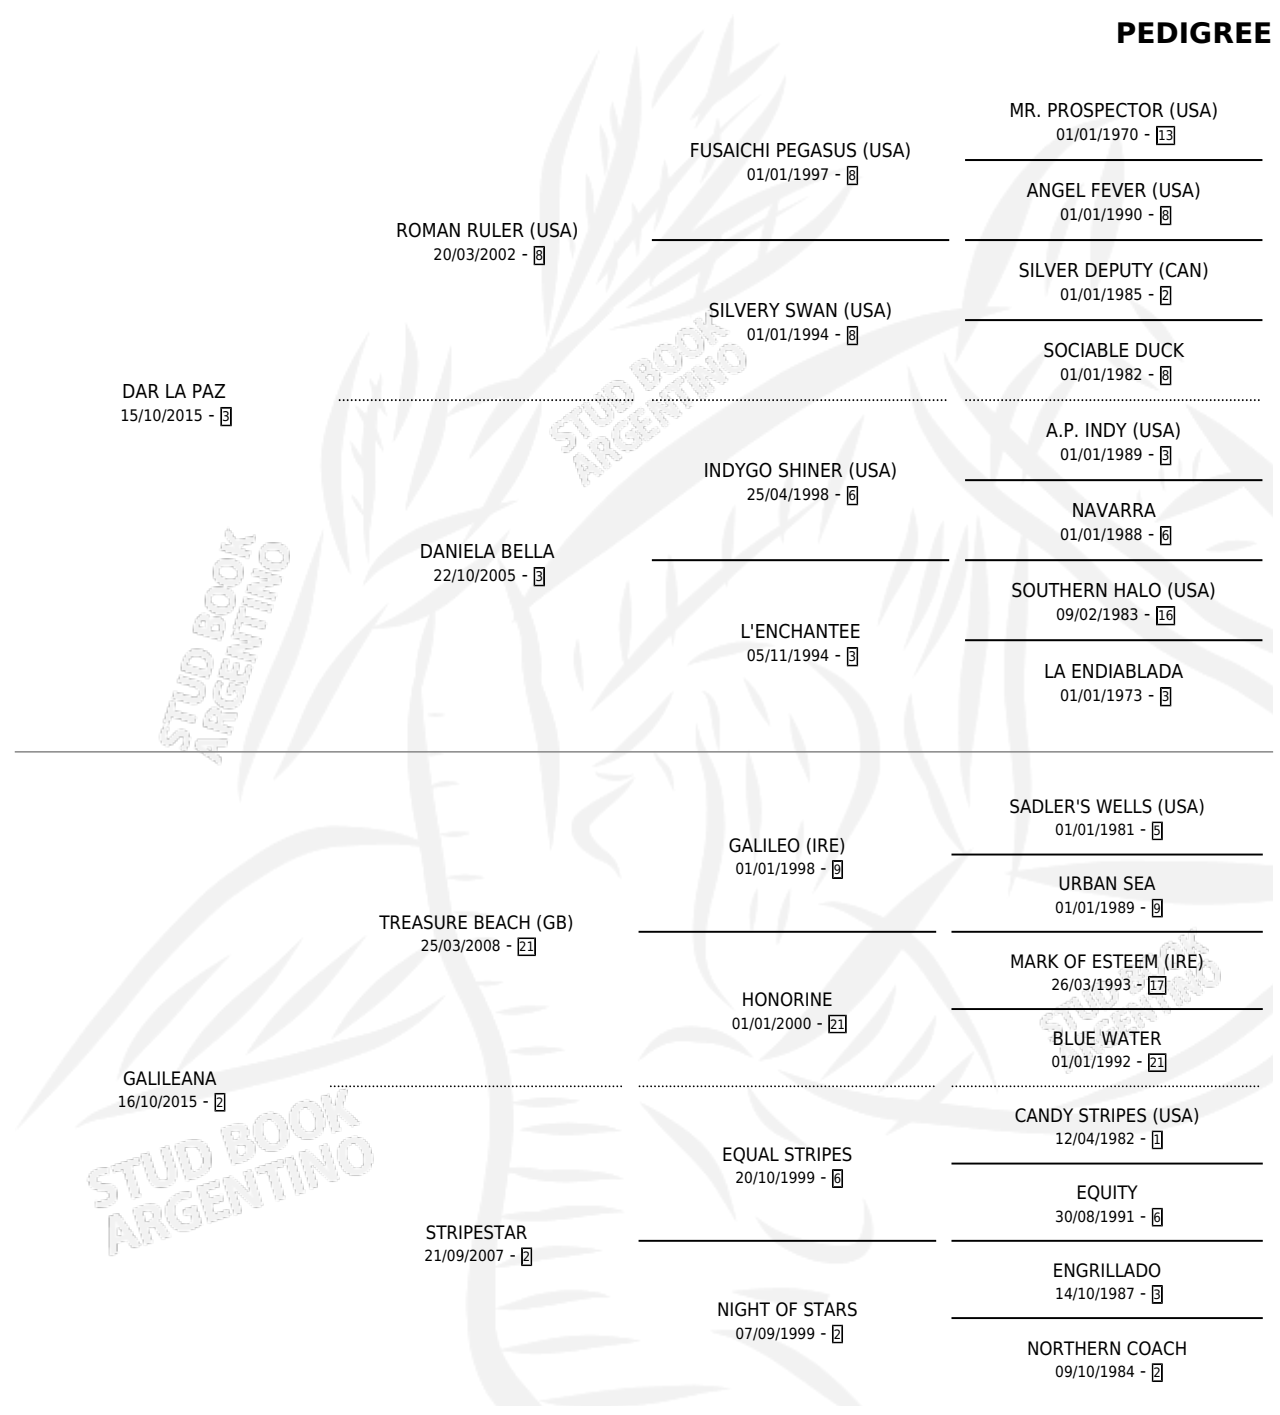 PEDIGREE
MR. PROSPECTOR (USA)
01/01/1970 - 13
FUSAICHI PEGASUS (USA)
01/01/1997 - 8
ANGEL FEVER (USA)
01/01/1990 - 8
ROMAN RULER (USA)
20/03/2002 - 8
SILVER DEPUTY (CAN)
01/01/1985 - 2
SILVERY SWAN (USA)
01/01/1994 - 8
SOCIABLE DUCK
01/01/1982 - 8
STUD BOOK
ARGENTINO
DAR LA PAZ
15/10/2015 - 3
A.P. INDY (USA)
01/01/1989 - 3
INDYGO SHINER (USA)
25/04/1998 - 6
NAVARRA
01/01/1988 - 6
DANIELA BELLA
22/10/2005 - 3
SOUTHERN HALO (USA)
09/02/1983 - 16
L'ENCHANTEE
05/11/1994 - 3
LA ENDIABLADA
01/01/1973 - 3
STUD BOOK
ARGENTINO
SADLER'S WELLS (USA)
01/01/1981 - 5
GALILEO (IRE)
01/01/1998 - 9
URBAN SEA
01/01/1989 - 9
TREASURE BEACH (GB)
25/03/2008 - 21
MARK OF ESTEEM (IRE)
26/03/1993 - 17
HONORINE
01/01/2000 - 21
STUD BOOK
ARGENTINO
BLUE WATER
01/01/1992 - 21
GALILEANA
16/10/2015 - 2
CANDY STRIPES (USA)
12/04/1982 - 1
STUD BOOK
ARGENTINO
EQUAL STRIPES
20/10/1999 - 6
EQUITY
30/08/1991 - 6
STRIPESTAR
21/09/2007 - 2
ENGRILLADO
14/10/1987 - 3
NIGHT OF STARS
07/09/1999 - 2
NORTHERN COACH
09/10/1984 - 2